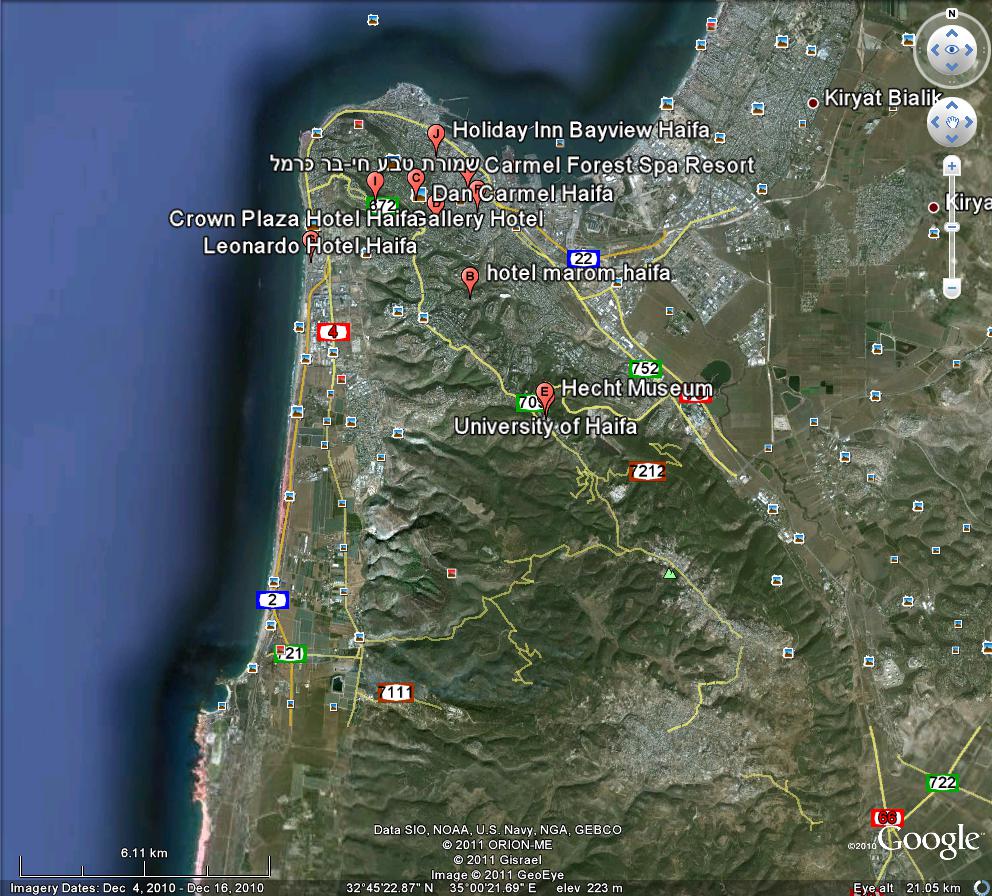 N
Kiryat Bialik
J
Holiday Inn Bayview Haifa
שמורת טבע חי-בר כרמל
Carmel Forest Spa Resort
I
C
Dan Carmel Haifa
672
Crown Plaza Hotel Haifa
Gallery Hotel
Leonardo Hotel Haifa
22
B
hotel marom haifa
4
752
E
Hecht Museum
University of Haifa
7212
2
721
7111
722
66
Data SIO, NOAA, U.S. Navy, NGA, GEBCO
© 2011 ORION-ME
© 2011 Gisrael
Image © 2011 GeoEye
©2010 Google
6.11 km
Imagery Dates: Dec 4, 2010 - Dec 16, 2010
32°45'22.87" N 35°00'21.69" E elev 223 m
Eye alt 21.05 km